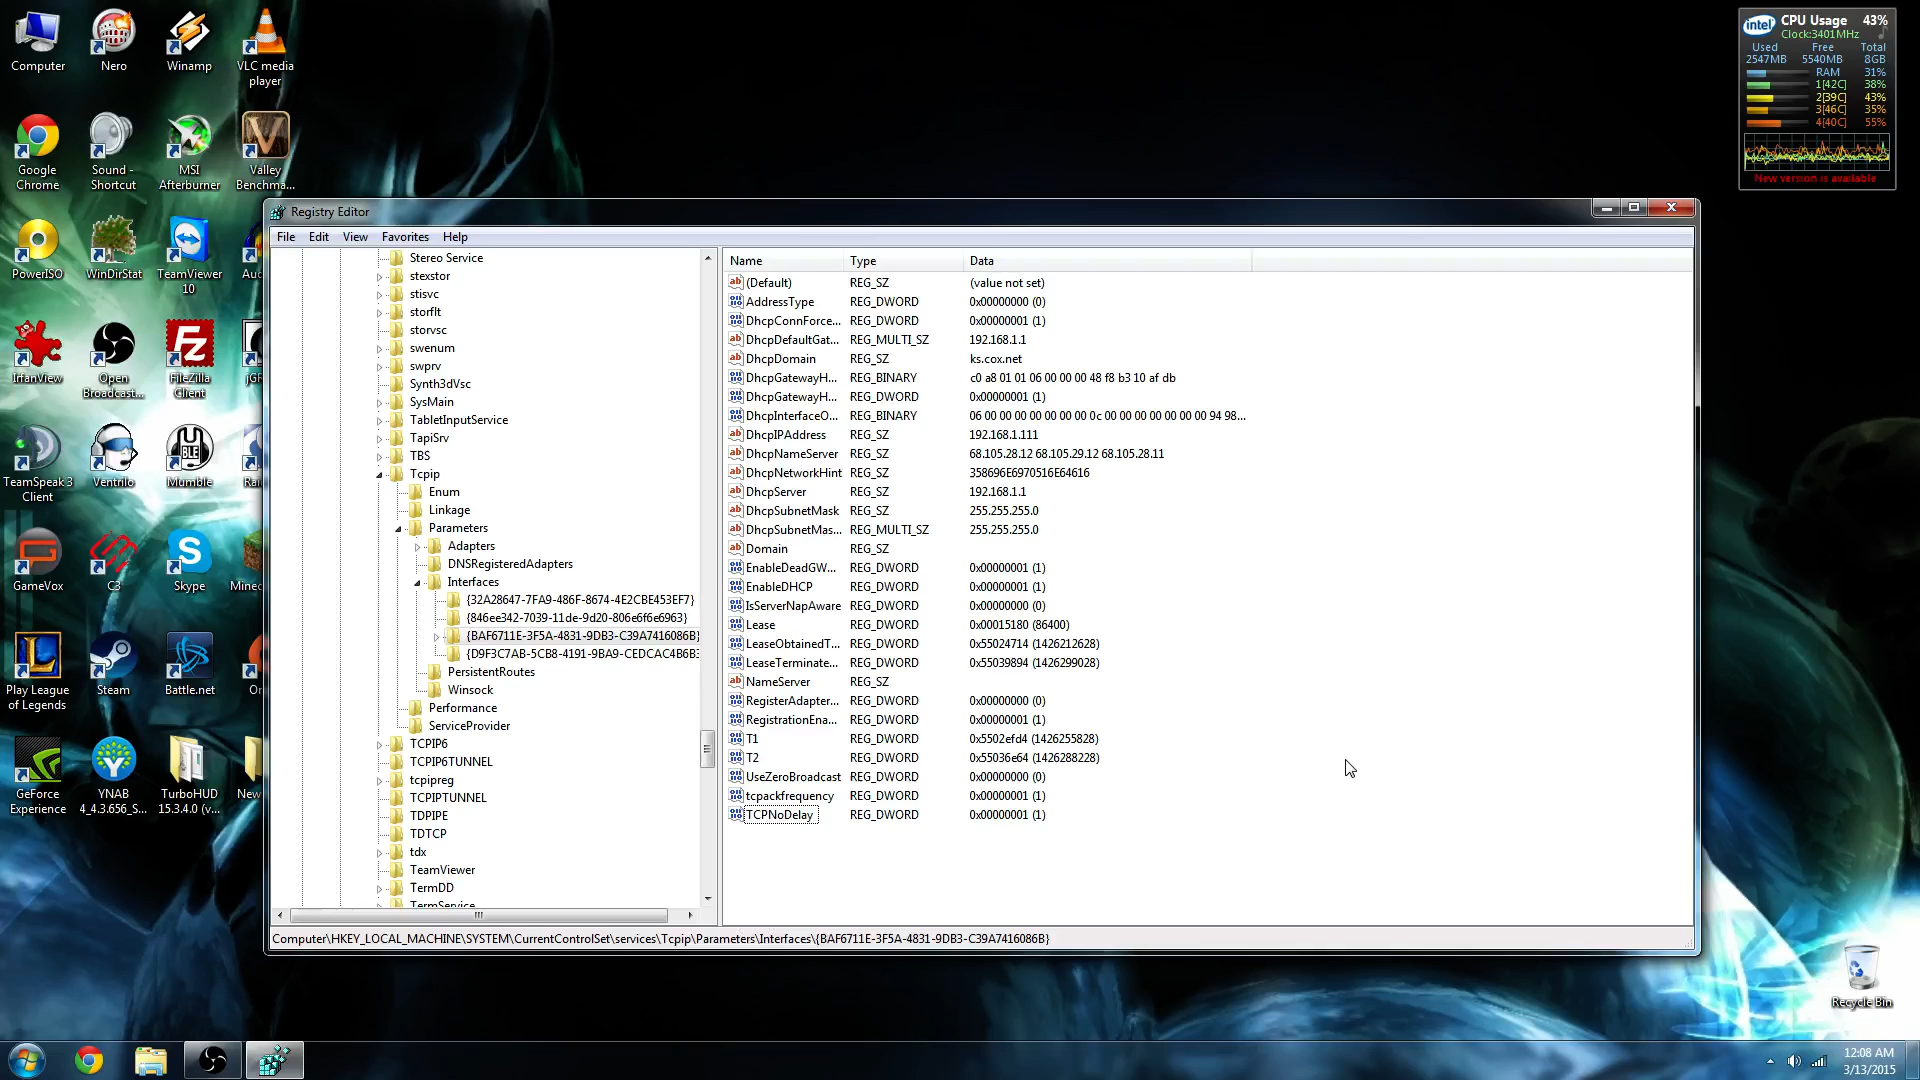 Computer
Nero
Winamp
VLC media
player
Google
Chrome
Sound -
Shortcut
MSI
Afterburner
Valley
Benchma...
PowerISO
WinDirStat
TeamViewer
10
IrfanView
Open
Broadcast...
FileZilla
Client
TeamSpeak 3
Client
Ventrilo
Mumble
GameVox
C3
Skype
Play League
of Legends
Steam
Battle.net
GeForce
Experience
YNAB
4_4.3.656_S...
TurboHUD
15.3.4.0 (v...
Recycle Bin
intel
CPU Usage 43%
Clock:3401MHz
Used Free Total
2547MB 5540MB 8GB
RAM 31%
1[42C] 38%
2[39C] 43%
3[46C] 35%
4[40C] 55%
New version is available
Registry Editor
File Edit View Favorites Help
Stereo Service
stexstor
stisvc
storflt
storvsc
swenum
swprv
Synth3dVsc
SysMain
TabletInputService
TapiSrv
TBS
Tcpip
Enum
Linkage
Parameters
Adapters
DNSRegisteredAdapters
Interfaces
{32A28647-7FA9-486F-8674-4E2CBE453EF7}
{846ee342-7039-11de-9d20-806e6f6e6963}
{BAF6711E-3F5A-4831-9DB3-C39A7416086B}
{D9F3C7AB-5CB8-4191-9BA9-CEDCAC4B6B3
PersistentRoutes
Winsock
Performance
ServiceProvider
TCPIP6
TCPIP6TUNNEL
tcpipreg
TCPIPTUNNEL
TDPIPE
TDTCP
tdx
TeamViewer
TermDD
TermService
Name Type Data
(Default) REG_SZ (value not set)
AddressType REG_DWORD 0x00000000 (0)
DhcpConnForce... REG_DWORD 0x00000001 (1)
DhcpDefaultGat... REG_MULTI_SZ 192.168.1.1
DhcpDomain REG_SZ ks.cox.net
DhcpGatewayH... REG_BINARY c0 a8 01 01 06 00 00 00 48 f8 b3 10 af db
DhcpGatewayH... REG_DWORD 0x00000001 (1)
DhcpInterfaceO... REG_BINARY 06 00 00 00 00 00 00 00 0c 00 00 00 00 00 00 00 94 98...
DhcpIPAddress REG_SZ 192.168.1.111
DhcpNameServer REG_SZ 68.105.28.12 68.105.29.12 68.105.28.11
DhcpNetworkHint REG_SZ 358696E6970516E64616
DhcpServer REG_SZ 192.168.1.1
DhcpSubnetMask REG_SZ 255.255.255.0
DhcpSubnetMas... REG_MULTI_SZ 255.255.255.0
Domain REG_SZ
EnableDeadGW... REG_DWORD 0x00000001 (1)
EnableDHCP REG_DWORD 0x00000001 (1)
IsServerNapAware REG_DWORD 0x00000000 (0)
Lease REG_DWORD 0x00015180 (86400)
LeaseObtainedT... REG_DWORD 0x55024714 (1426212628)
LeaseTerminate... REG_DWORD 0x55039894 (1426299028)
NameServer REG_SZ
RegisterAdapter... REG_DWORD 0x00000000 (0)
RegistrationEna... REG_DWORD 0x00000001 (1)
T1 REG_DWORD 0x5502efd4 (1426255828)
T2 REG_DWORD 0x55036e64 (1426288228)
UseZeroBroadcast REG_DWORD 0x00000000 (0)
tcpackfrequency REG_DWORD 0x00000001 (1)
TCPNoDelay REG_DWORD 0x00000001 (1)
Computer\HKEY_LOCAL_MACHINE\SYSTEM\CurrentControlSet\services\Tcpip\Parameters\Interfaces\{BAF6711E-3F5A-4831-9DB3-C39A7416086B}
12:08 AM
3/13/2015